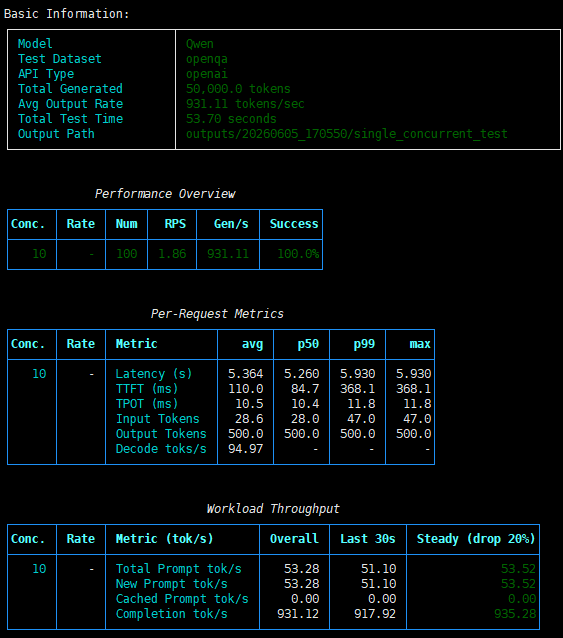 Basic Information:
Model Qwen
Test Dataset openqa
API Type openai
Total Generated 50,000.0 tokens
Avg Output Rate 931.11 tokens/sec
Total Test Time 53.70 seconds
Output Path outputs/20260605_170550/single_concurrent_test
Performance Overview
Conc. Rate Num RPS Gen/s Success
10 - 100 1.86 931.11 100.0%
Per-Request Metrics
Conc. Rate Metric avg p50 p99 max
10 - Latency (s) 5.364 5.260 5.930 5.930
TTFT (ms) 110.0 84.7 368.1 368.1
TPOT (ms) 10.5 10.4 11.8 11.8
Input Tokens 28.6 28.0 47.0 47.0
Output Tokens 500.0 500.0 500.0 500.0
Decode toks/s 94.97 - - -
Workload Throughput
Conc. Rate Metric (tok/s) Overall Last 30s Steady (drop 20%)
10 - Total Prompt tok/s 53.28 51.10 53.52
New Prompt tok/s 53.28 51.10 53.52
Cached Prompt tok/s 0.00 0.00 0.00
Completion tok/s 931.12 917.92 935.28